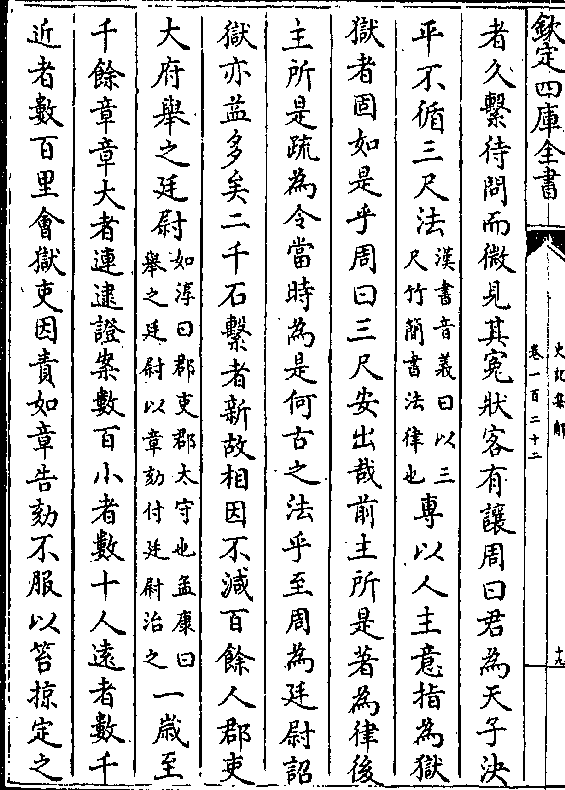 欽定四庫全書
史記集解
卷一百二十二
十九
者久繫待問而微見其冤狀客有讓周曰君為天子決
平不循三尺法漢書音義曰以三尺竹簡書法律也專以人主意指為獄
獄者固如是乎周曰三尺安出哉前主所是著為律後
主所是疏為令當時為是何古之法乎至周為廷尉詔
獄亦益多矣二千石繫者新故相因不減百餘人郡吏
大府舉之廷尉如淳曰郡吏郡太守也孟康曰舉之廷尉以章劾付廷尉治之一歲至
千餘章章大者連逮證案數百小者數十人遠者數千
近者數百里會獄吏因責如章告劾不服以笞掠定之